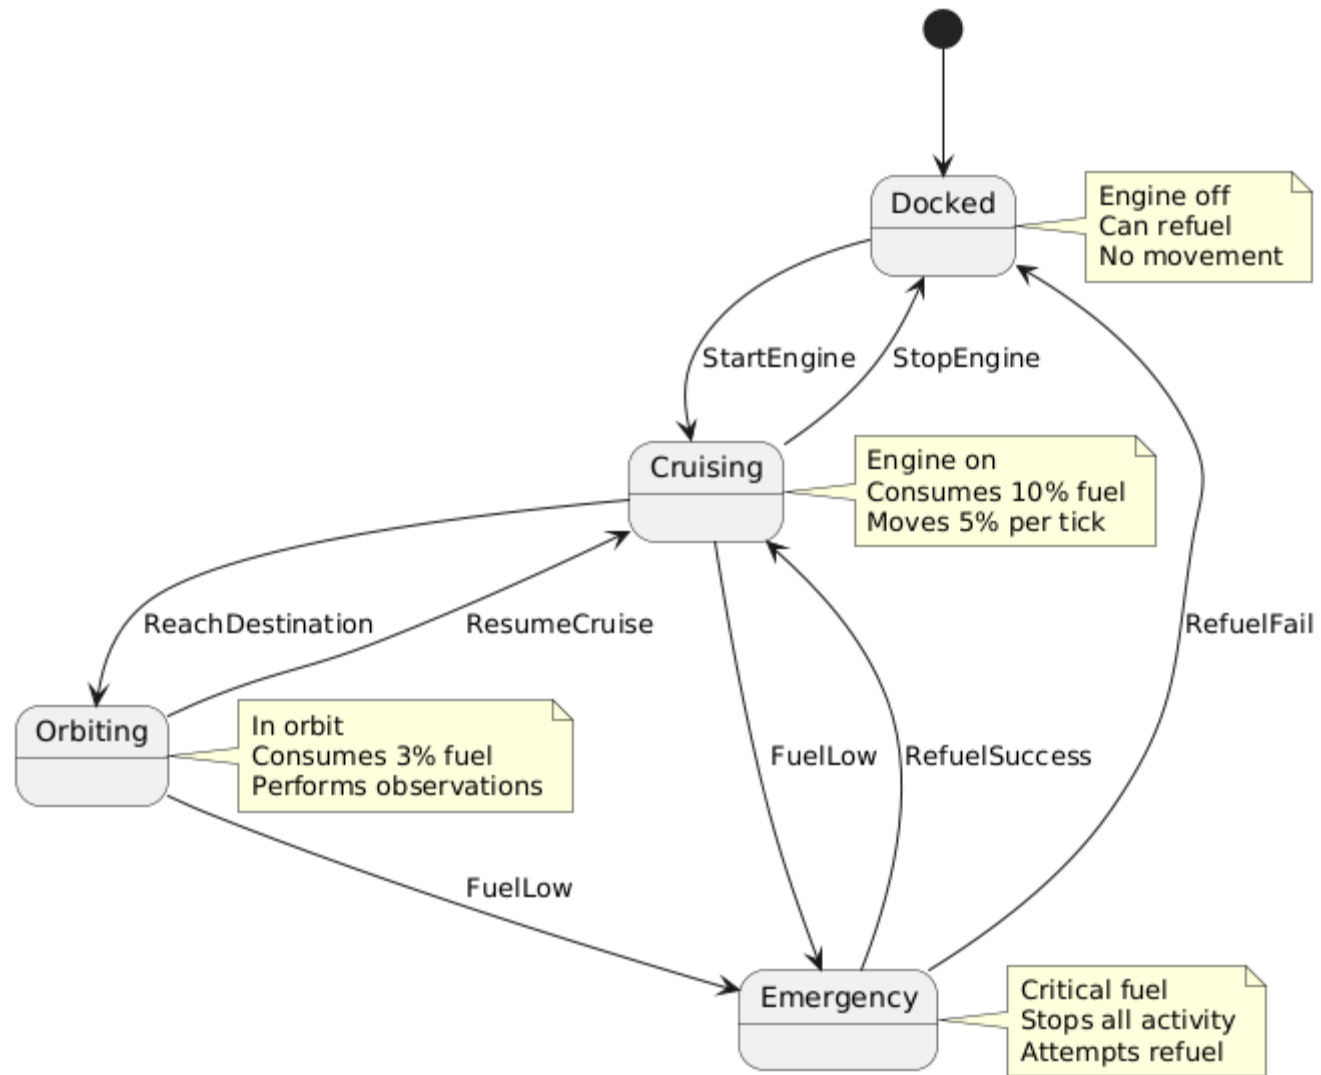 Docked
Engine off
Can refuel
No movement
StartEngine
StopEngine
Cruising
Engine on
Consumes 10% fuel
Moves 5% per tick
ReachDestination
ResumeCruise
RefuelFail
Orbiting
In orbit
Consumes 3% fuel
Performs observations
FuelLow
RefuelSuccess
FuelLow
Emergency
Critical fuel
Stops all activity
Attempts refuel